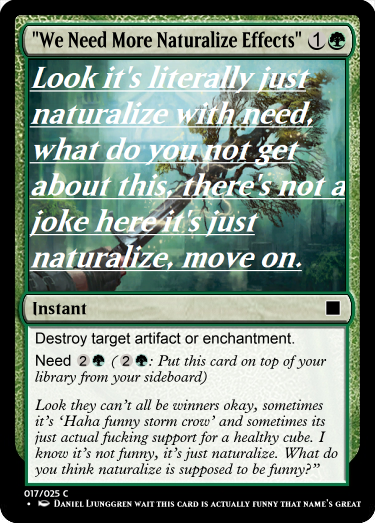 "We Need More Naturalize Effects" 1
Look it's literally just
naturalize with need,
what do you not get
about this, there's not a
joke here it's just
naturalize, move on.
Instant
Destroy target artifact or enchantment.
Need 2 ( 2 : Put this card on top of your
library from your sideboard)
Look they can't all be winners okay, sometimes
it's ‘Haha funny storm crow’ and sometimes its
just actual fucking support for a healthy cube. I
know it's not funny, it's just naturalize. What do
you think naturalize is supposed to be funny?”
017/025 C
• Daniel Ljunggren wait this card is actually funny that name's great